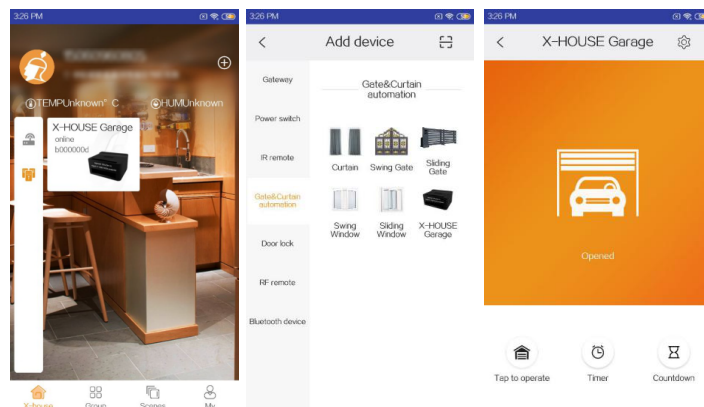 3:26 PM
TEMPUnknown° C
HUMUnknown
X-HOUSE Garage
online
b000000d
X-house
Group
Scenes
My
3:26 PM
Add device
Gateway
Power switch
IR remote
Gate&Curtain
automation
Door lock
RF remote
Bluetooth device
Gate&Curtain
automation
Curtain
Swing Gate
Sliding
Gate
Swing
Window
Sliding
Window
X-HOUSE
Garage
3:26 PM
X-HOUSE Garage
Opened
Tap to operate
Timer
Countdown